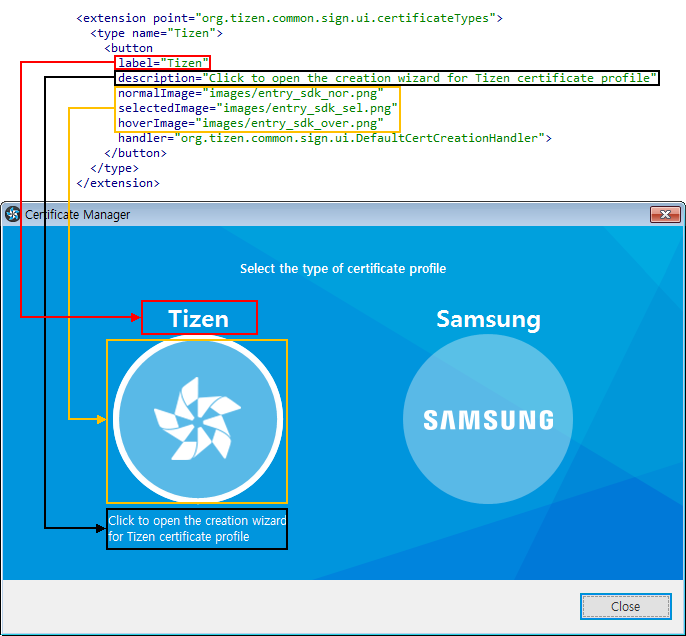 <extension point="org.tizen.common.sign.ui.certificateTypes">
<type name="Tizen">
<button
label="Tizen"
description="Click to open the creation wizard for Tizen certificate profile"
normalImage="images/entry_sdk_nor.png"
selectedImage="images/entry_sdk_sel.png"
hoverImage="images/entry_sdk_over.png"
handler="org.tizen.common.sign.ui.DefaultCertCreationHandler">
</button>
</type>
</extension>
Certificate Manager
Select the type of certificate profile
Tizen
Samsung
SAMSUNG
Click to open the creation wizard
for Tizen certificate profile
Close